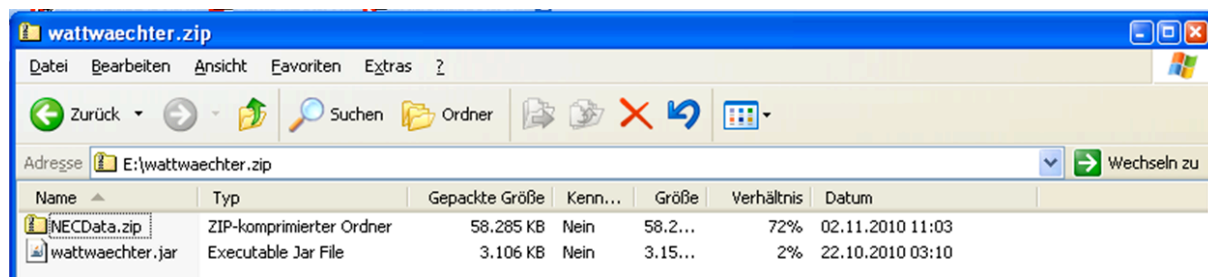 wattwaechter.zip
Datei Bearbeiten Ansicht Favoriten Extras ?
Zurück Suchen Ordner
Adresse E:\wattwaechter.zip Wechseln zu
Name Typ Gepackte Größe Kenn... Größe Verhältnis Datum
NECData.zip ZIP-komprimierter Ordner 58.285 KB Nein 58.2... 72% 02.11.2010 11:03
wattwaechter.jar Executable Jar File 3.106 KB Nein 3.15... 2% 22.10.2010 03:10